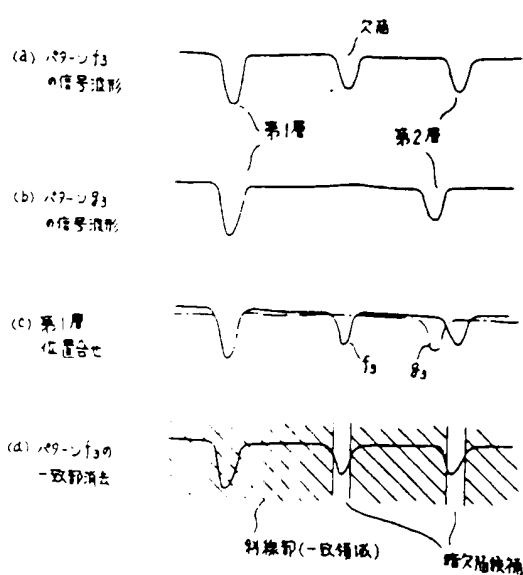 欠陥
(a) パターンf3
の信号波形
第1層
第2層
(b) パターンg3
の信号波形
(c) 第1層
位置合せ
f3
g3
(d) パターンf3の
一致部消去
斜線部(一致領域)
暗欠陥候補